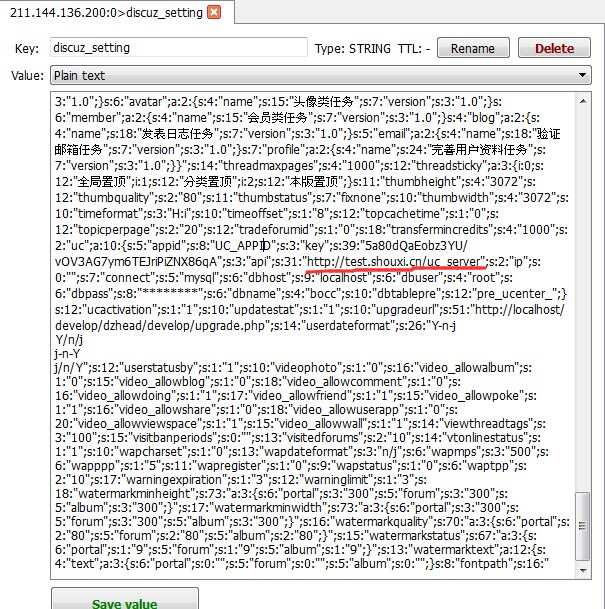 211.144.136.200:0>discuz_setting
Key: discuz_setting Type: STRING TTL: - Rename Delete
Value: Plain text
3:"1.0";}s:6:"avatar";a:2:{s:4:"name";s:15:"头像类任务";s:7:"version";s:3:"1.0";}s:
6:"member";a:2:{s:4:"name";s:15:"会员类任务";s:7:"version";s:3:"1.0";}s:4:"blog";a:2:{s:
4:"name";s:18:"发表日志任务";s:7:"version";s:3:"1.0";}s:5:"email";a:2:{s:4:"name";s:18:"验证
邮箱任务";s:7:"version";s:3:"1.0";}s:7:"profile";a:2:{s:4:"name";s:24:"完善用户资料任务";s:
7:"version";s:3:"1.0";}}";s:14:"threadmaxpages";s:4:"1000";s:12:"threadsticky";a:3:{i:0;s:
12:"全局置顶";i:1;s:12:"分类置顶";i:2;s:12:"本版置顶";}s:11:"thumbheight";s:4:"3072";s:
12:"thumbquality";s:2:"80";s:11:"thumbstatus";s:7:"fixnone";s:10:"thumbwidth";s:4:"3072";s:
10:"timeformat";s:3:"H:i";s:10:"timeoffset";s:1:"8";s:12:"topcachetime";s:1:"0";s:
12:"topicperpage";s:2:"20";s:12:"tradeforumid";s:1:"0";s:18:"transfermincredits";s:4:"1000";s:
2:"uc";a:10:{s:5:"appid";s:8:"UC_APPID";s:3:"key";s:39:"5a80dQaEobz3YU/
vOV3AG7ym6TEJriPiZNX86qA";s:3:"api";s:31:"http://test.shouxi.cn/uc_server";s:2:"ip";s:
0:"";s:7:"connect";s:5:"mysql";s:6:"dbhost";s:9:"localhost";s:6:"dbuser";s:4:"root";s:
6:"dbpass";s:8:"********";s:6:"dbname";s:4:"bocc";s:10:"dbtablepre";s:12:"pre_ucenter_";}
s:12:"ucactivation";s:1:"1";s:10:"updatestat";s:1:"1";s:10:"upgradeurl";s:51:"http://localhost/
develop/dzhead/develop/upgrade.php";s:14:"userdateformat";s:26:"Y-n-j
Y/n/j
j-n-Y
j/n/Y";s:12:"userstatusby";s:1:"1";s:10:"videophoto";s:1:"0";s:16:"video_allowalbum";s:
1:"0";s:15:"video_allowblog";s:1:"0";s:18:"video_allowcomment";s:1:"0";s:
16:"video_allowdoing";s:1:"1";s:17:"video_allowfriend";s:1:"1";s:15:"video_allowpoke";s:
1:"1";s:16:"video_allowshare";s:1:"0";s:18:"video_allowuserapp";s:1:"0";s:
20:"video_allowviewspace";s:1:"1";s:15:"video_allowwall";s:1:"1";s:14:"viewthreadtags";s:
3:"100";s:15:"visitbanperiods";s:0:"";s:13:"visitedforums";s:2:"10";s:14:"vtonlinestatus";s:
1:"1";s:10:"wapcharset";s:1:"0";s:13:"wapdateformat";s:3:"n/j";s:6:"wapmps";s:3:"500";s:
6:"wapppp";s:1:"5";s:11:"wapregister";s:1:"0";s:9:"wapstatus";s:1:"0";s:6:"waptpp";s:
2:"10";s:17:"warningexpiration";s:1:"3";s:12:"warninglimit";s:1:"3";s:
18:"watermarkminheight";s:73:"a:3:{s:6:"portal";s:3:"300";s:5:"forum";s:3:"300";s:
5:"album";s:3:"300";}";s:17:"watermarkminwidth";s:73:"a:3:{s:6:"portal";s:3:"300";s:
5:"forum";s:3:"300";s:5:"album";s:3:"300";}";s:16:"watermarkquality";s:70:"a:3:{s:6:"portal";s:
2:"80";s:5:"forum";s:2:"80";s:5:"album";s:2:"80";}";s:15:"watermarkstatus";s:67:"a:3:{s:
6:"portal";s:1:"9";s:5:"forum";s:1:"9";s:5:"album";s:1:"9";}";s:13:"watermarktext";a:12:{s:
4:"text";a:3:{s:6:"portal";s:0:"";s:5:"forum";s:0:"";s:5:"album";s:0:"";}s:8:"fontpath";s:16:"
Save value